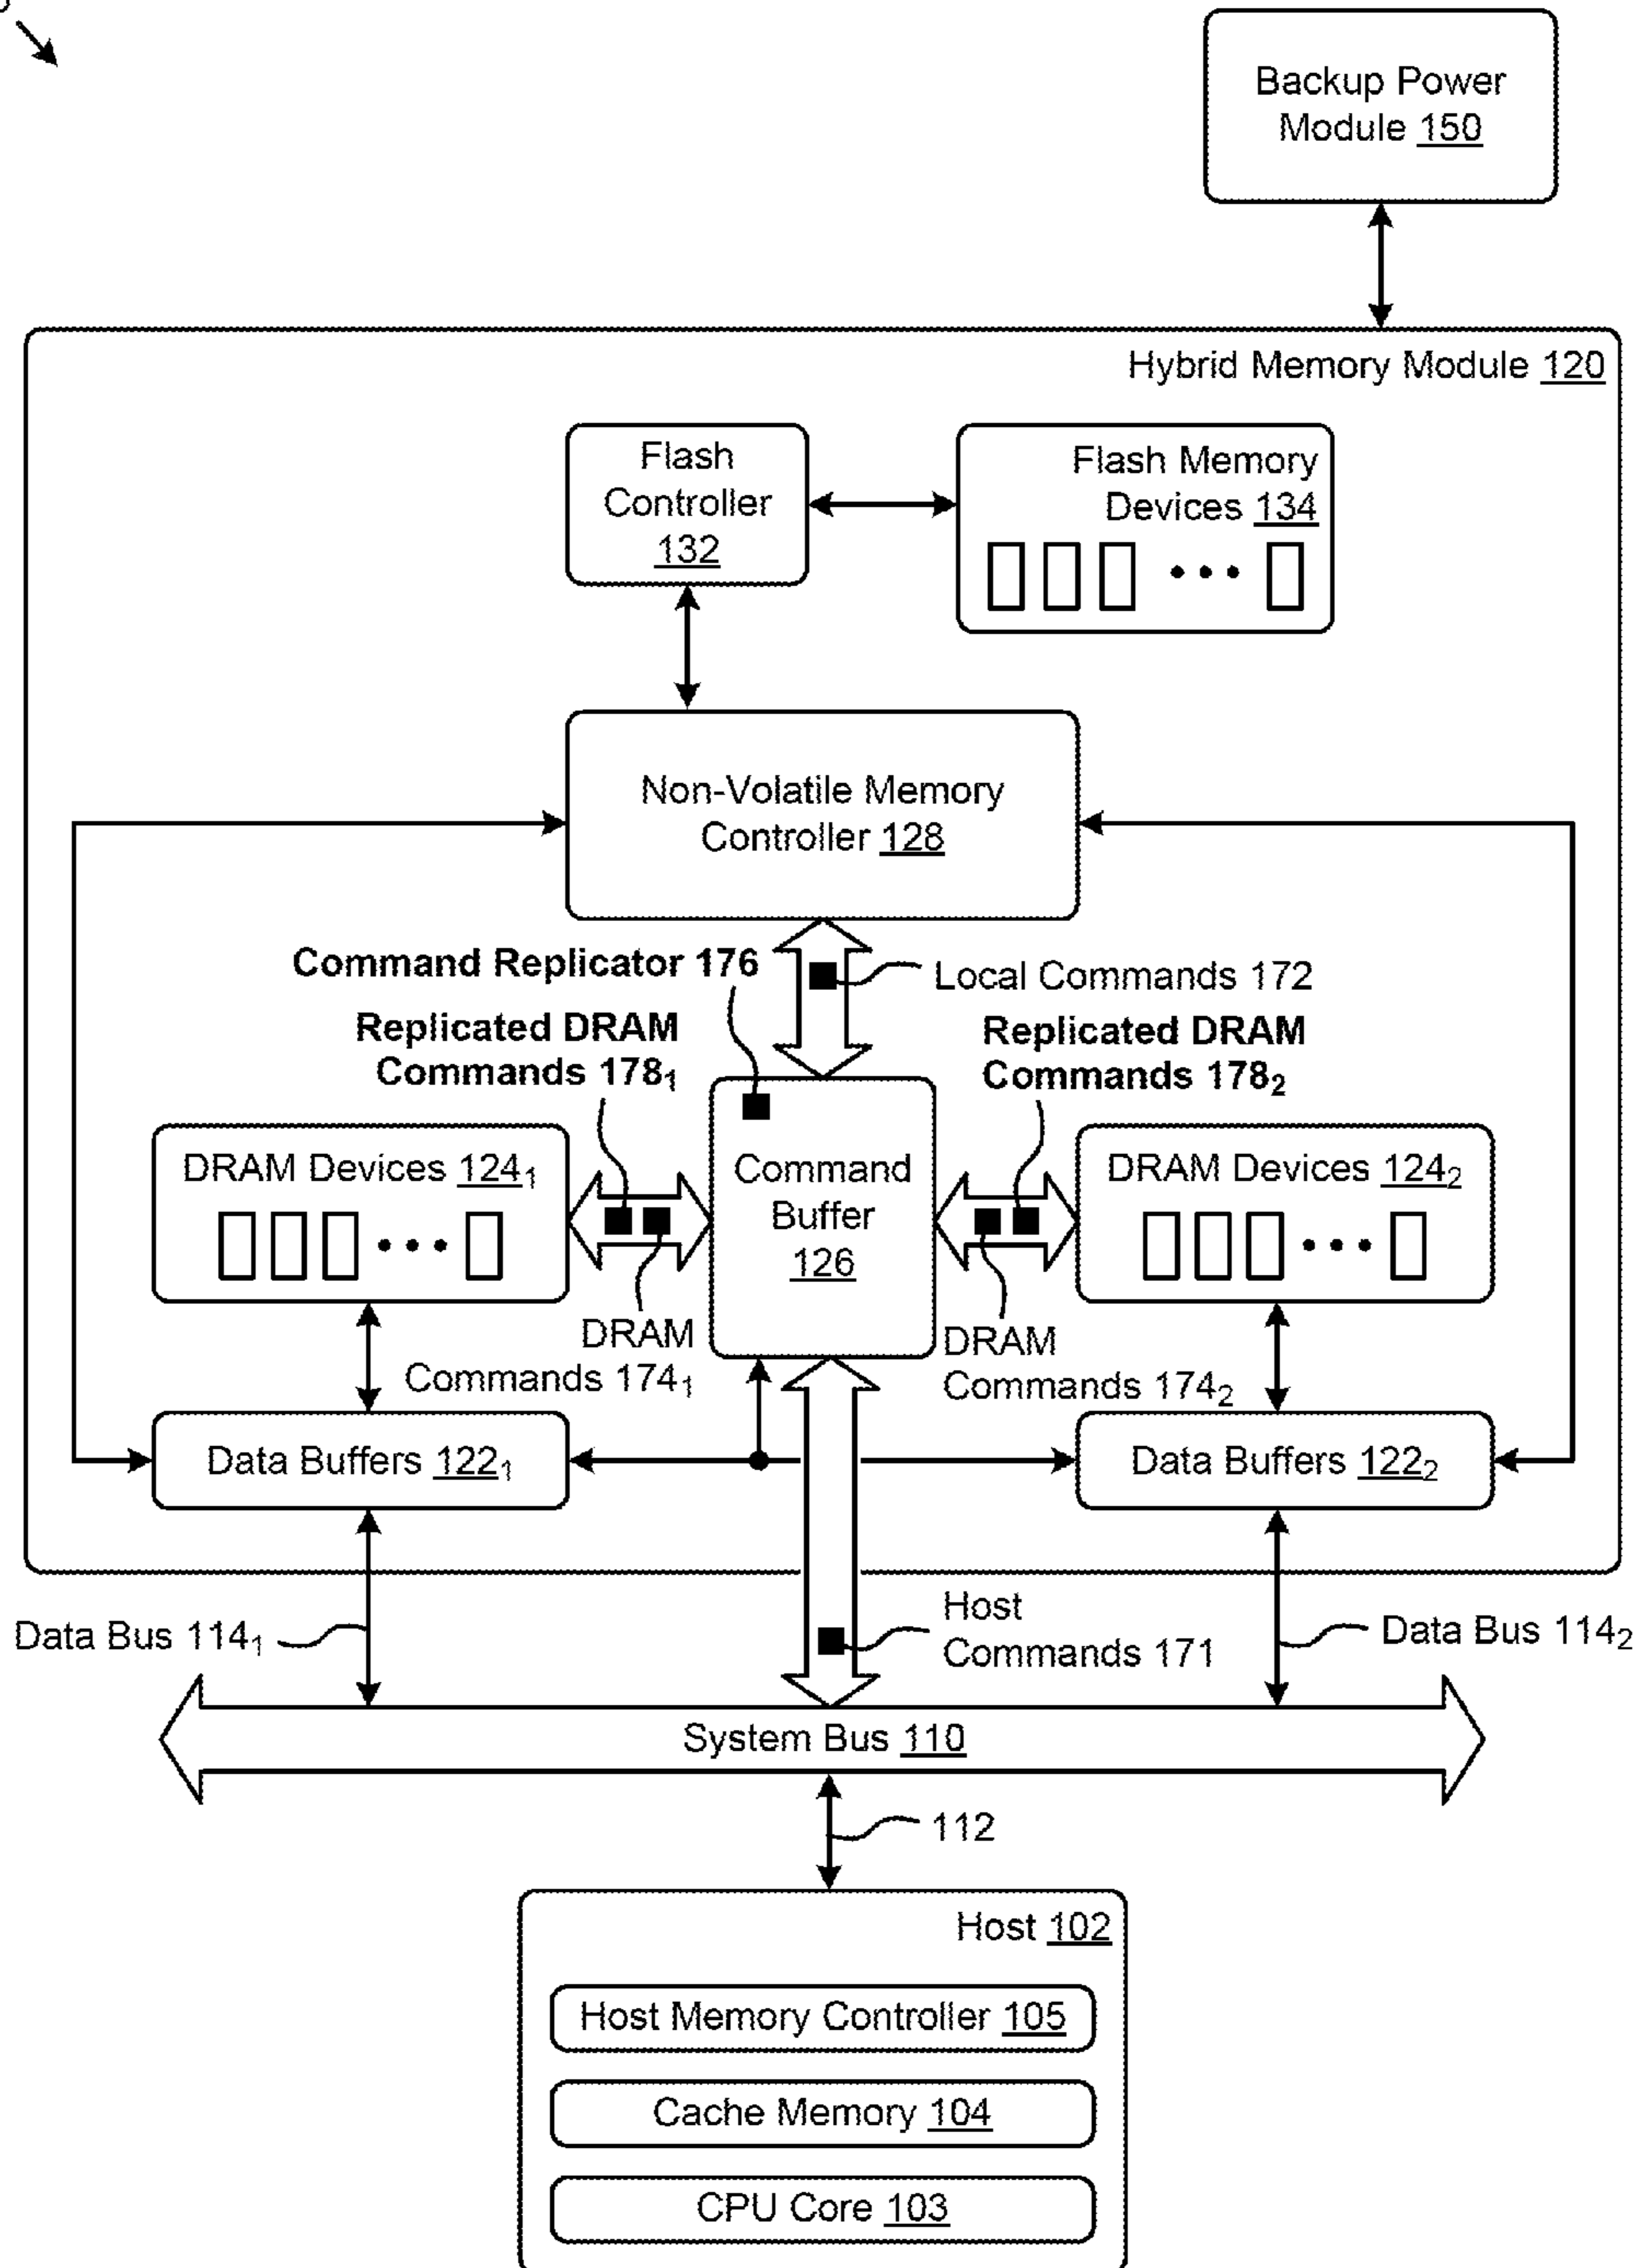 Backup Power
Module 150
Hybrid Memory Module 120
Flash
Controller
132
Flash Memory
Devices 134
Non-Volatile Memory
Controller 128
Command Replicator 176
Local Commands 172
Replicated DRAM
Commands 178₁
Replicated DRAM
Commands 178₂
DRAM Devices 124₁
Command
Buffer
126
DRAM Devices 124₂
DRAM
Commands 174₁
DRAM
Commands 174₂
Data Buffers 122₁
Data Buffers 122₂
Data Bus 114₁
Host
Commands 171
Data Bus 114₂
System Bus 110
112
Host 102
Host Memory Controller 105
Cache Memory 104
CPU Core 103